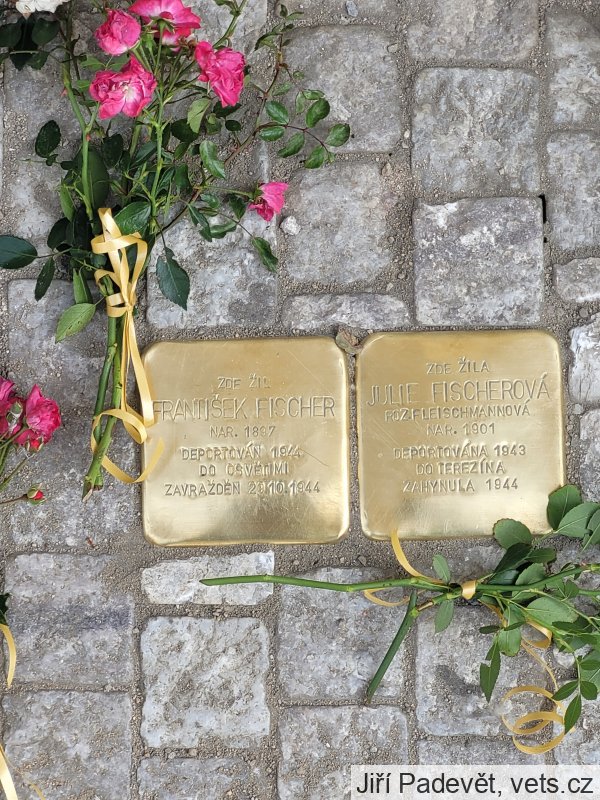 ZDE ŽIL
FRANTIŠEK FISCHER
NAR. 1897
DEPORTOVÁN 1944
DO OSVĚTIMI
ZAVRAŽDĚN 29.10.1944
ZDE ŽILA
JULIE FISCHEROVÁ
ROZ.FLEISCHMANNOVÁ
NAR. 1901
DEPORTOVÁNA 1943
DO TEREZÍNA
ZAHYNULA 1944
Jiří Padevět, vets.cz